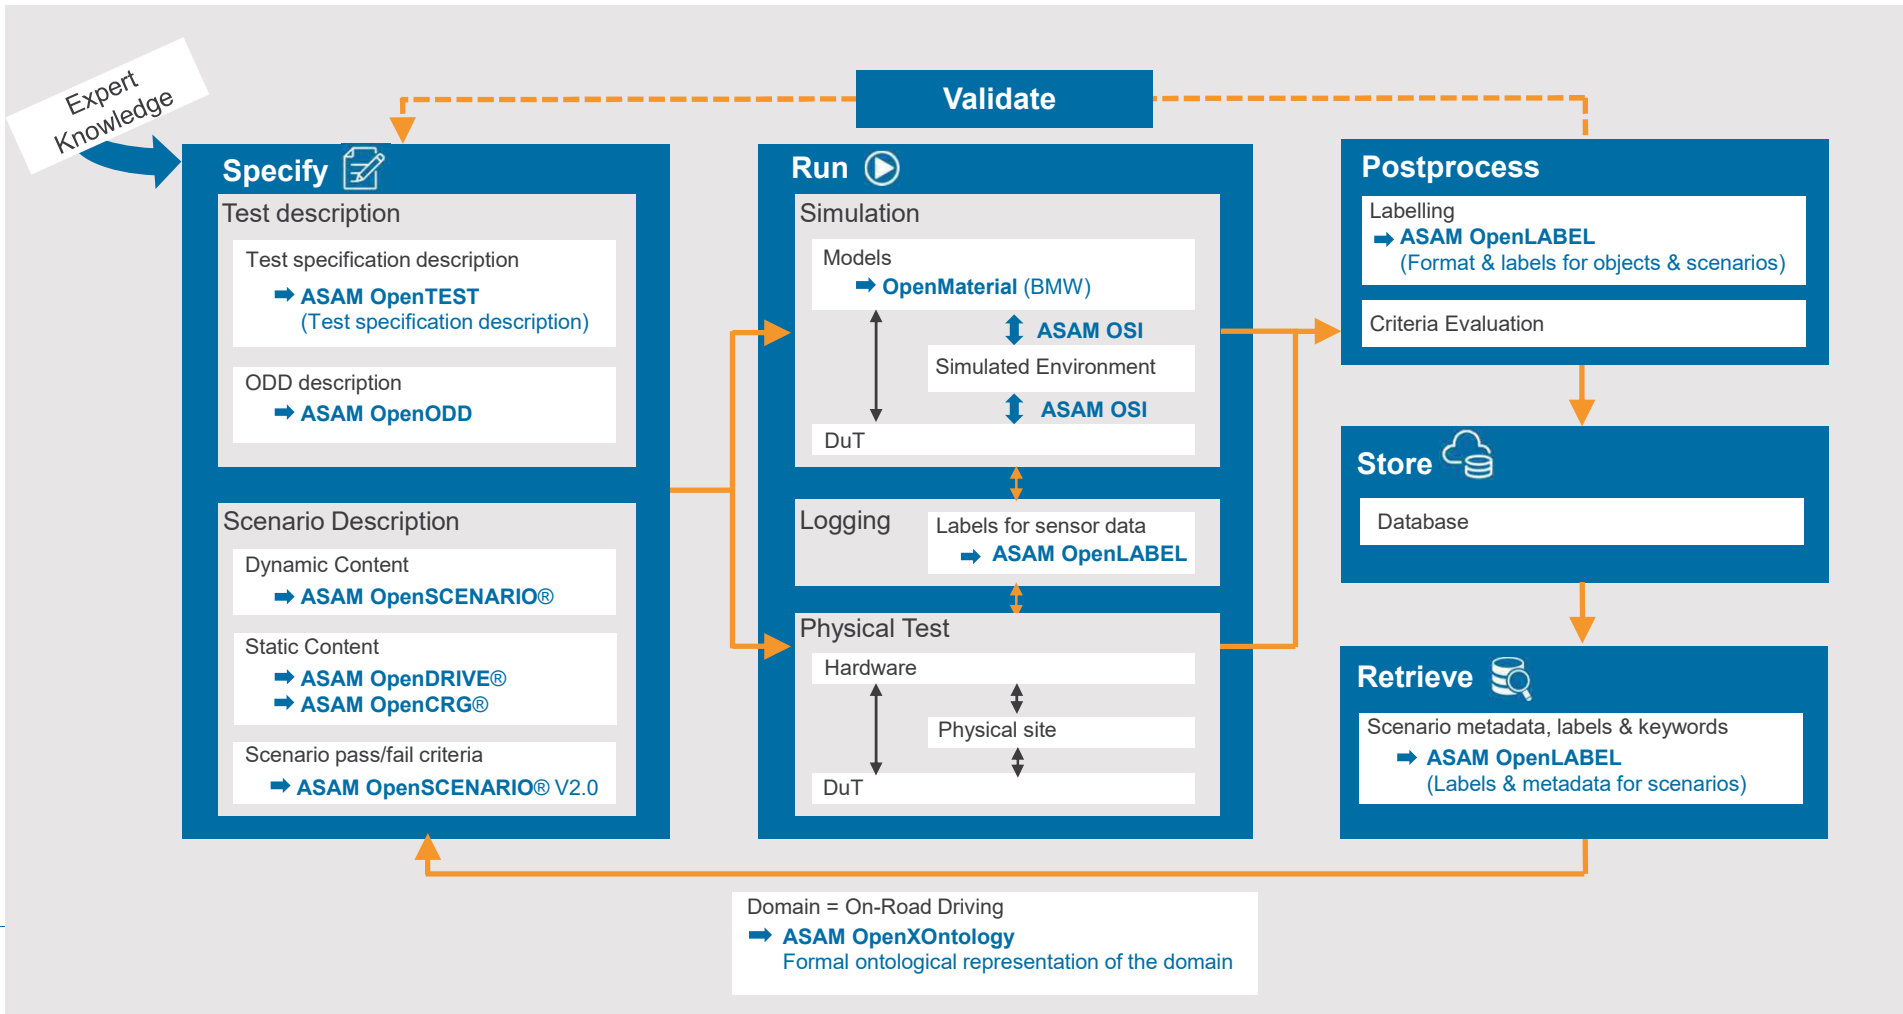 Expert
Knowledge
Validate
Specify
Test description
Test specification description
ASAM OpenTEST
(Test specification description)
ODD description
ASAM OpenODD
Scenario Description
Dynamic Content
ASAM OpenSCENARIO®
Static Content
ASAM OpenDRIVE®
ASAM OpenCRG®
Scenario pass/fail criteria
ASAM OpenSCENARIO® V2.0
Run
Simulation
Models
OpenMaterial (BMW)
ASAM OSI
Simulated Environment
ASAM OSI
DuT
Logging
Labels for sensor data
ASAM OpenLABEL
Physical Test
Hardware
Physical site
DuT
Postprocess
Labelling
ASAM OpenLABEL
(Format & labels for objects & scenarios)
Criteria Evaluation
Store
Database
Retrieve
Scenario metadata, labels & keywords
ASAM OpenLABEL
(Labels & metadata for scenarios)
Domain = On-Road Driving
ASAM OpenXOntology
Formal ontological representation of the domain